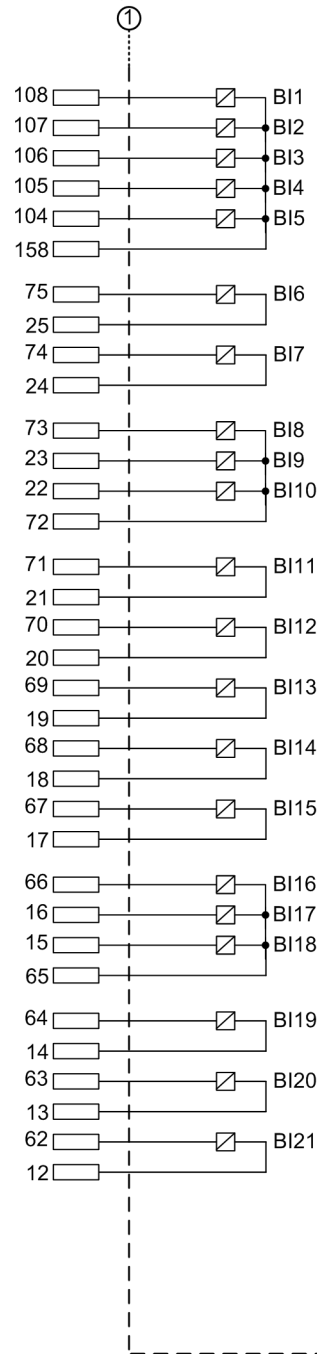 1
108 BI1
107 BI2
106 BI3
105 BI4
104 BI5
158
75 BI6
25
74 BI7
24
73 BI8
23 BI9
22 BI10
72
71 BI11
21
70 BI12
20
69 BI13
19
68 BI14
18
67 BI15
17
66 BI16
16 BI17
15 BI18
65
64 BI19
14
63 BI20
13
62 BI21
12